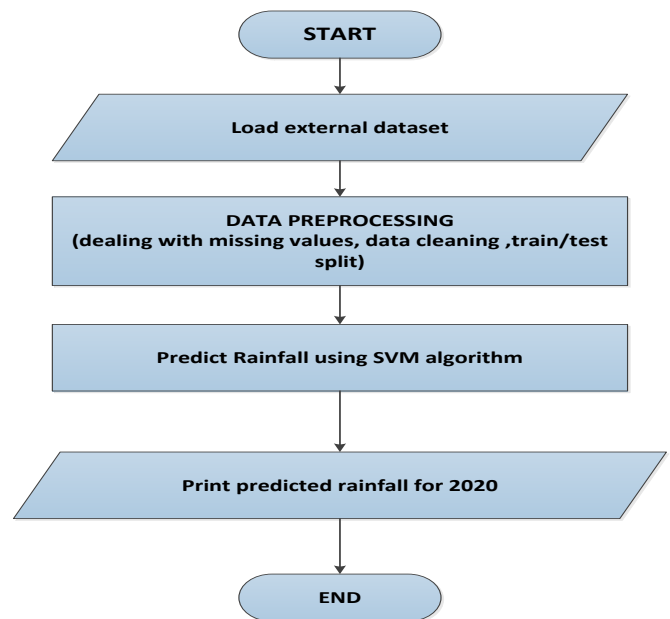 START
Load external dataset
DATA PREPROCESSING
(dealing with missing values, data cleaning ,train/test
split)
Predict Rainfall using SVM algorithm
Print predicted rainfall for 2020
END